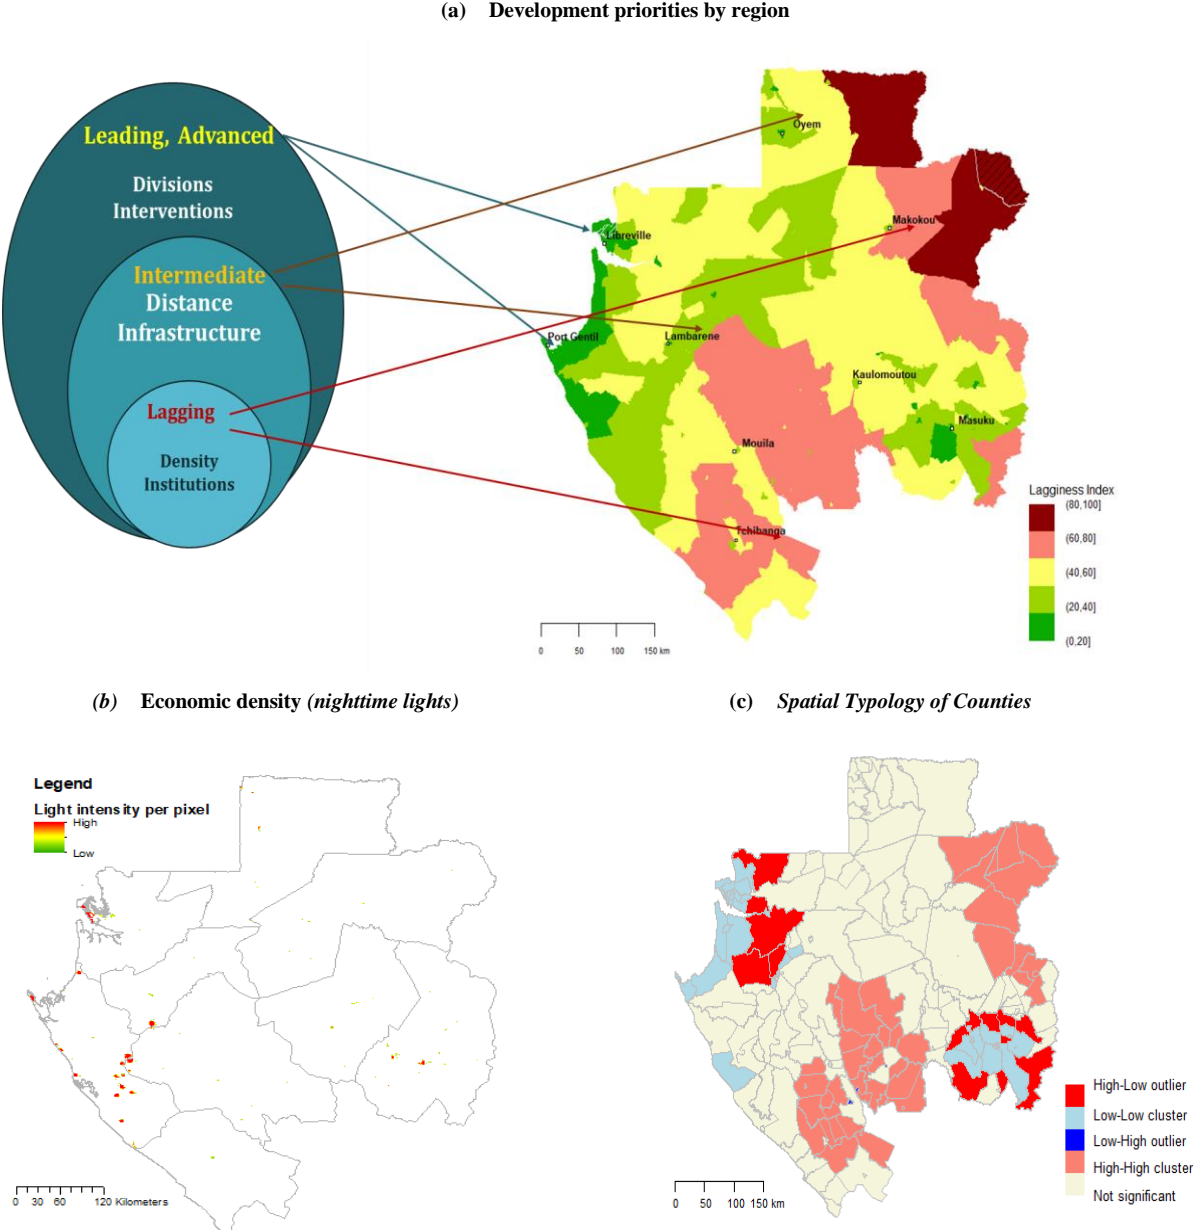 (a) Development priorities by region
Leading, Advanced
Divisions
Interventions
Intermediate
Distance
Infrastructure
Lagging
Density
Institutions
Oyem
Makokou
Libreville
Port Gentil
Lambarene
Kaulomoutou
Masuku
Mouila
Tchibanga
Lagginess Index
(80,100]
(60,80]
(40,60]
(20,40]
(0,20]
0 50 100 150 km
(b) Economic density (nighttime lights)
Legend
Light intensity per pixel
High
Low
0 30 60 120 Kilometers
(c) Spatial Typology of Counties
High-Low outlier
Low-Low cluster
Low-High outlier
High-High cluster
Not significant
0 50 100 150 km